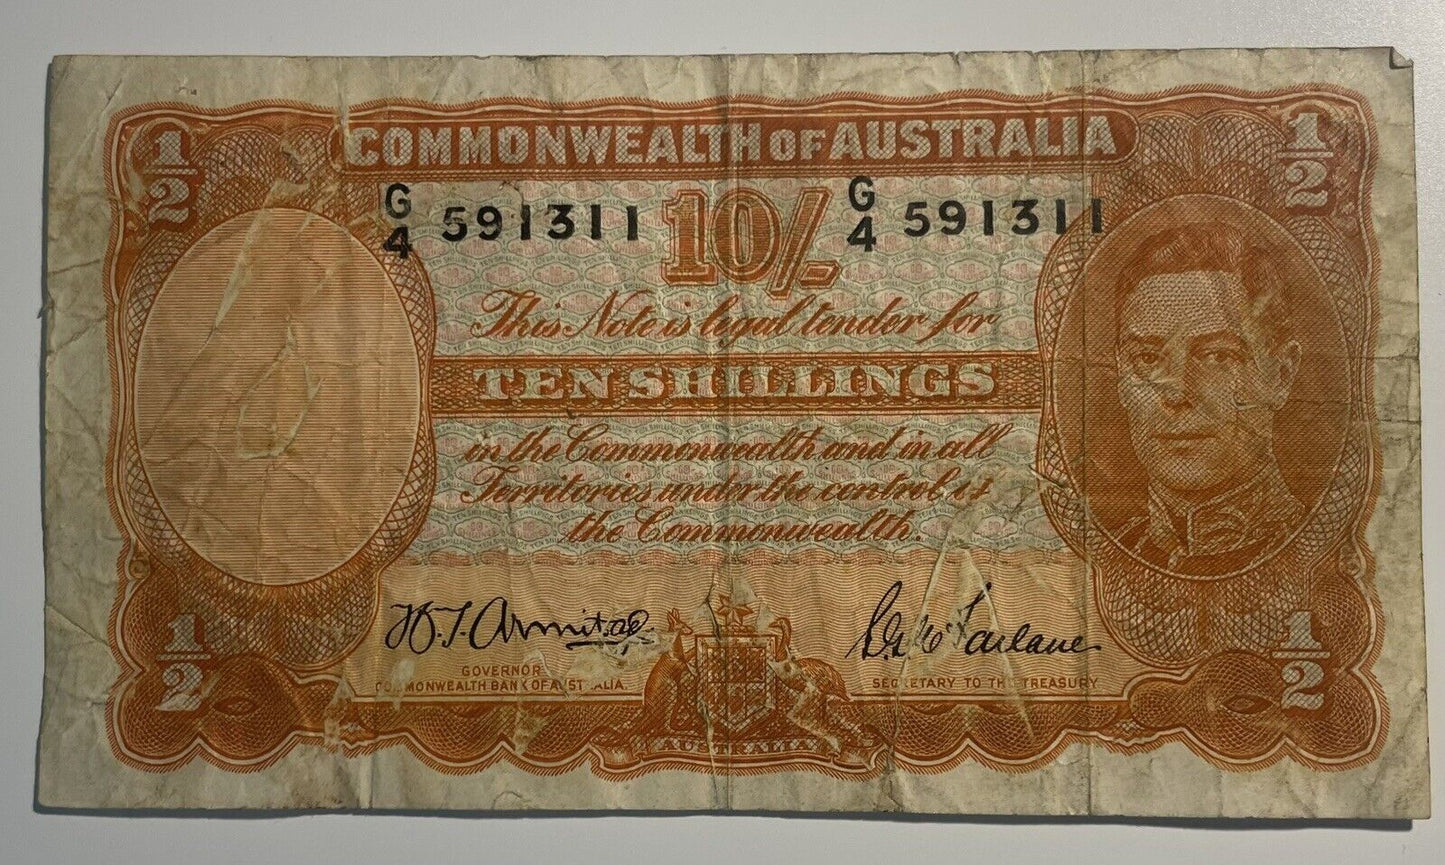 COMMONWEALTH OF AUSTRALIA
1/2 1/2
G/4 591311 10/- G/4 591311
This Note is legal tender for
TEN SHILLINGS
in the Commonwealth and in all
Territories under the control of
the Commonwealth.
H.T. Armitage S.G. McFarlane
GOVERNOR
COMMONWEALTH BANK OF AUSTRALIA. SECRETARY TO THE TREASURY
1/2 1/2
AUSTRALIA